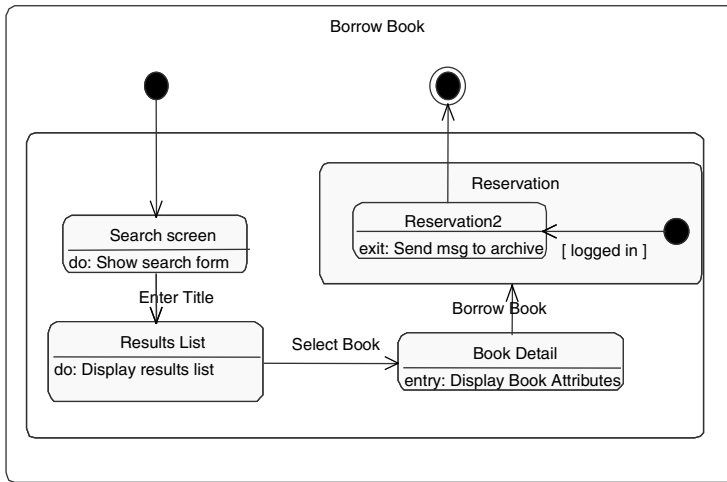 Borrow Book
Reservation
Reservation2
exit: Send msg to archive
[ logged in ]
Search screen
do: Show search form
Enter Title
Results List
do: Display results list
Select Book
Borrow Book
Book Detail
entry: Display Book Attributes